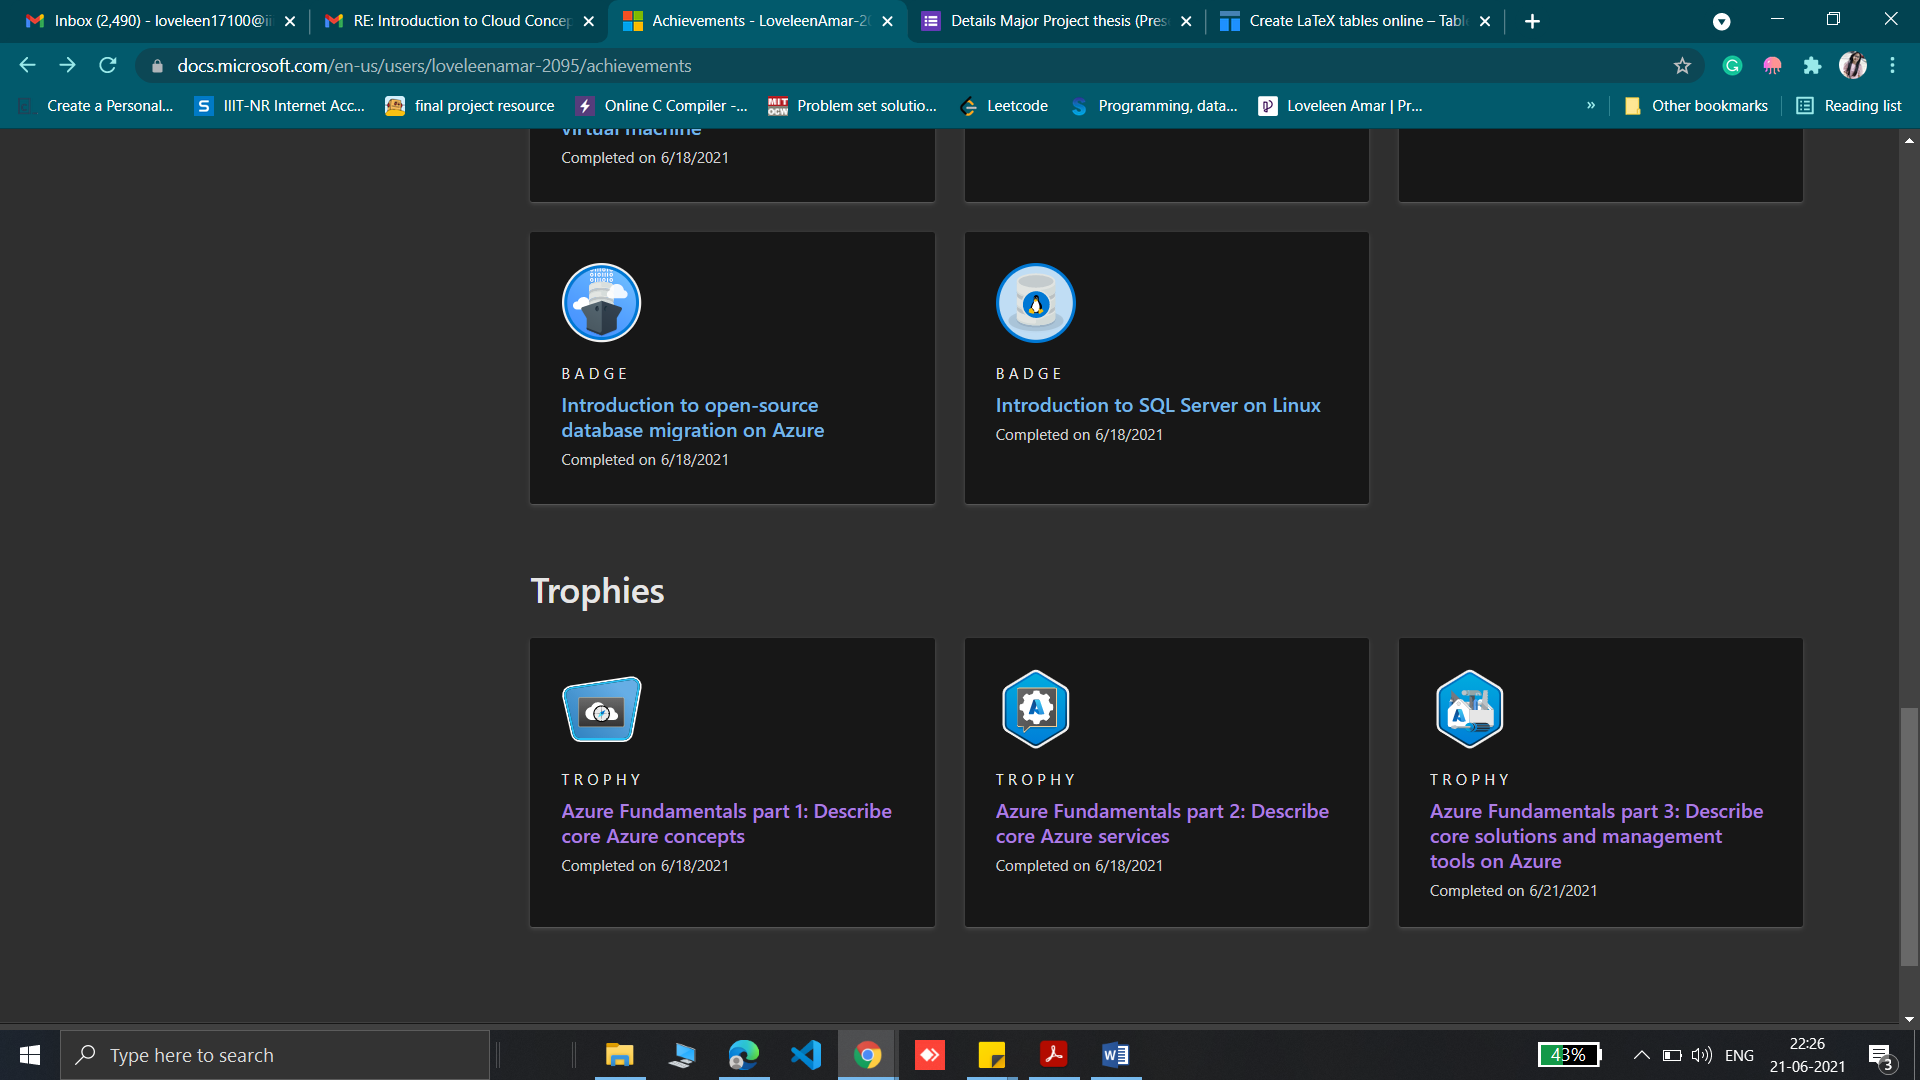 Inbox (2,490) - loveleen17100@ii
RE: Introduction to Cloud Concep
Achievements - LoveleenAmar-20
Details Major Project thesis (Pres
Create LaTeX tables online – Tabl
docs.microsoft.com/en-us/users/loveleenamar-2095/achievements
Create a Personal...
S
IIIT-NR Internet Acc...
final project resource
Online C Compiler -...
MIT
OCW
Problem set solutio...
Leetcode
Programming, data...
Loveleen Amar | Pr...
»
Other bookmarks
Reading list
virtual machine
Completed on 6/18/2021
BADGE
Introduction to open-source
database migration on Azure
Completed on 6/18/2021
BADGE
Introduction to SQL Server on Linux
Completed on 6/18/2021
Trophies
TROPHY
Azure Fundamentals part 1: Describe
core Azure concepts
Completed on 6/18/2021
TROPHY
Azure Fundamentals part 2: Describe
core Azure services
Completed on 6/18/2021
TROPHY
Azure Fundamentals part 3: Describe
core solutions and management
tools on Azure
Completed on 6/21/2021
Type here to search
43%
ENG
22:26
21-06-2021
3